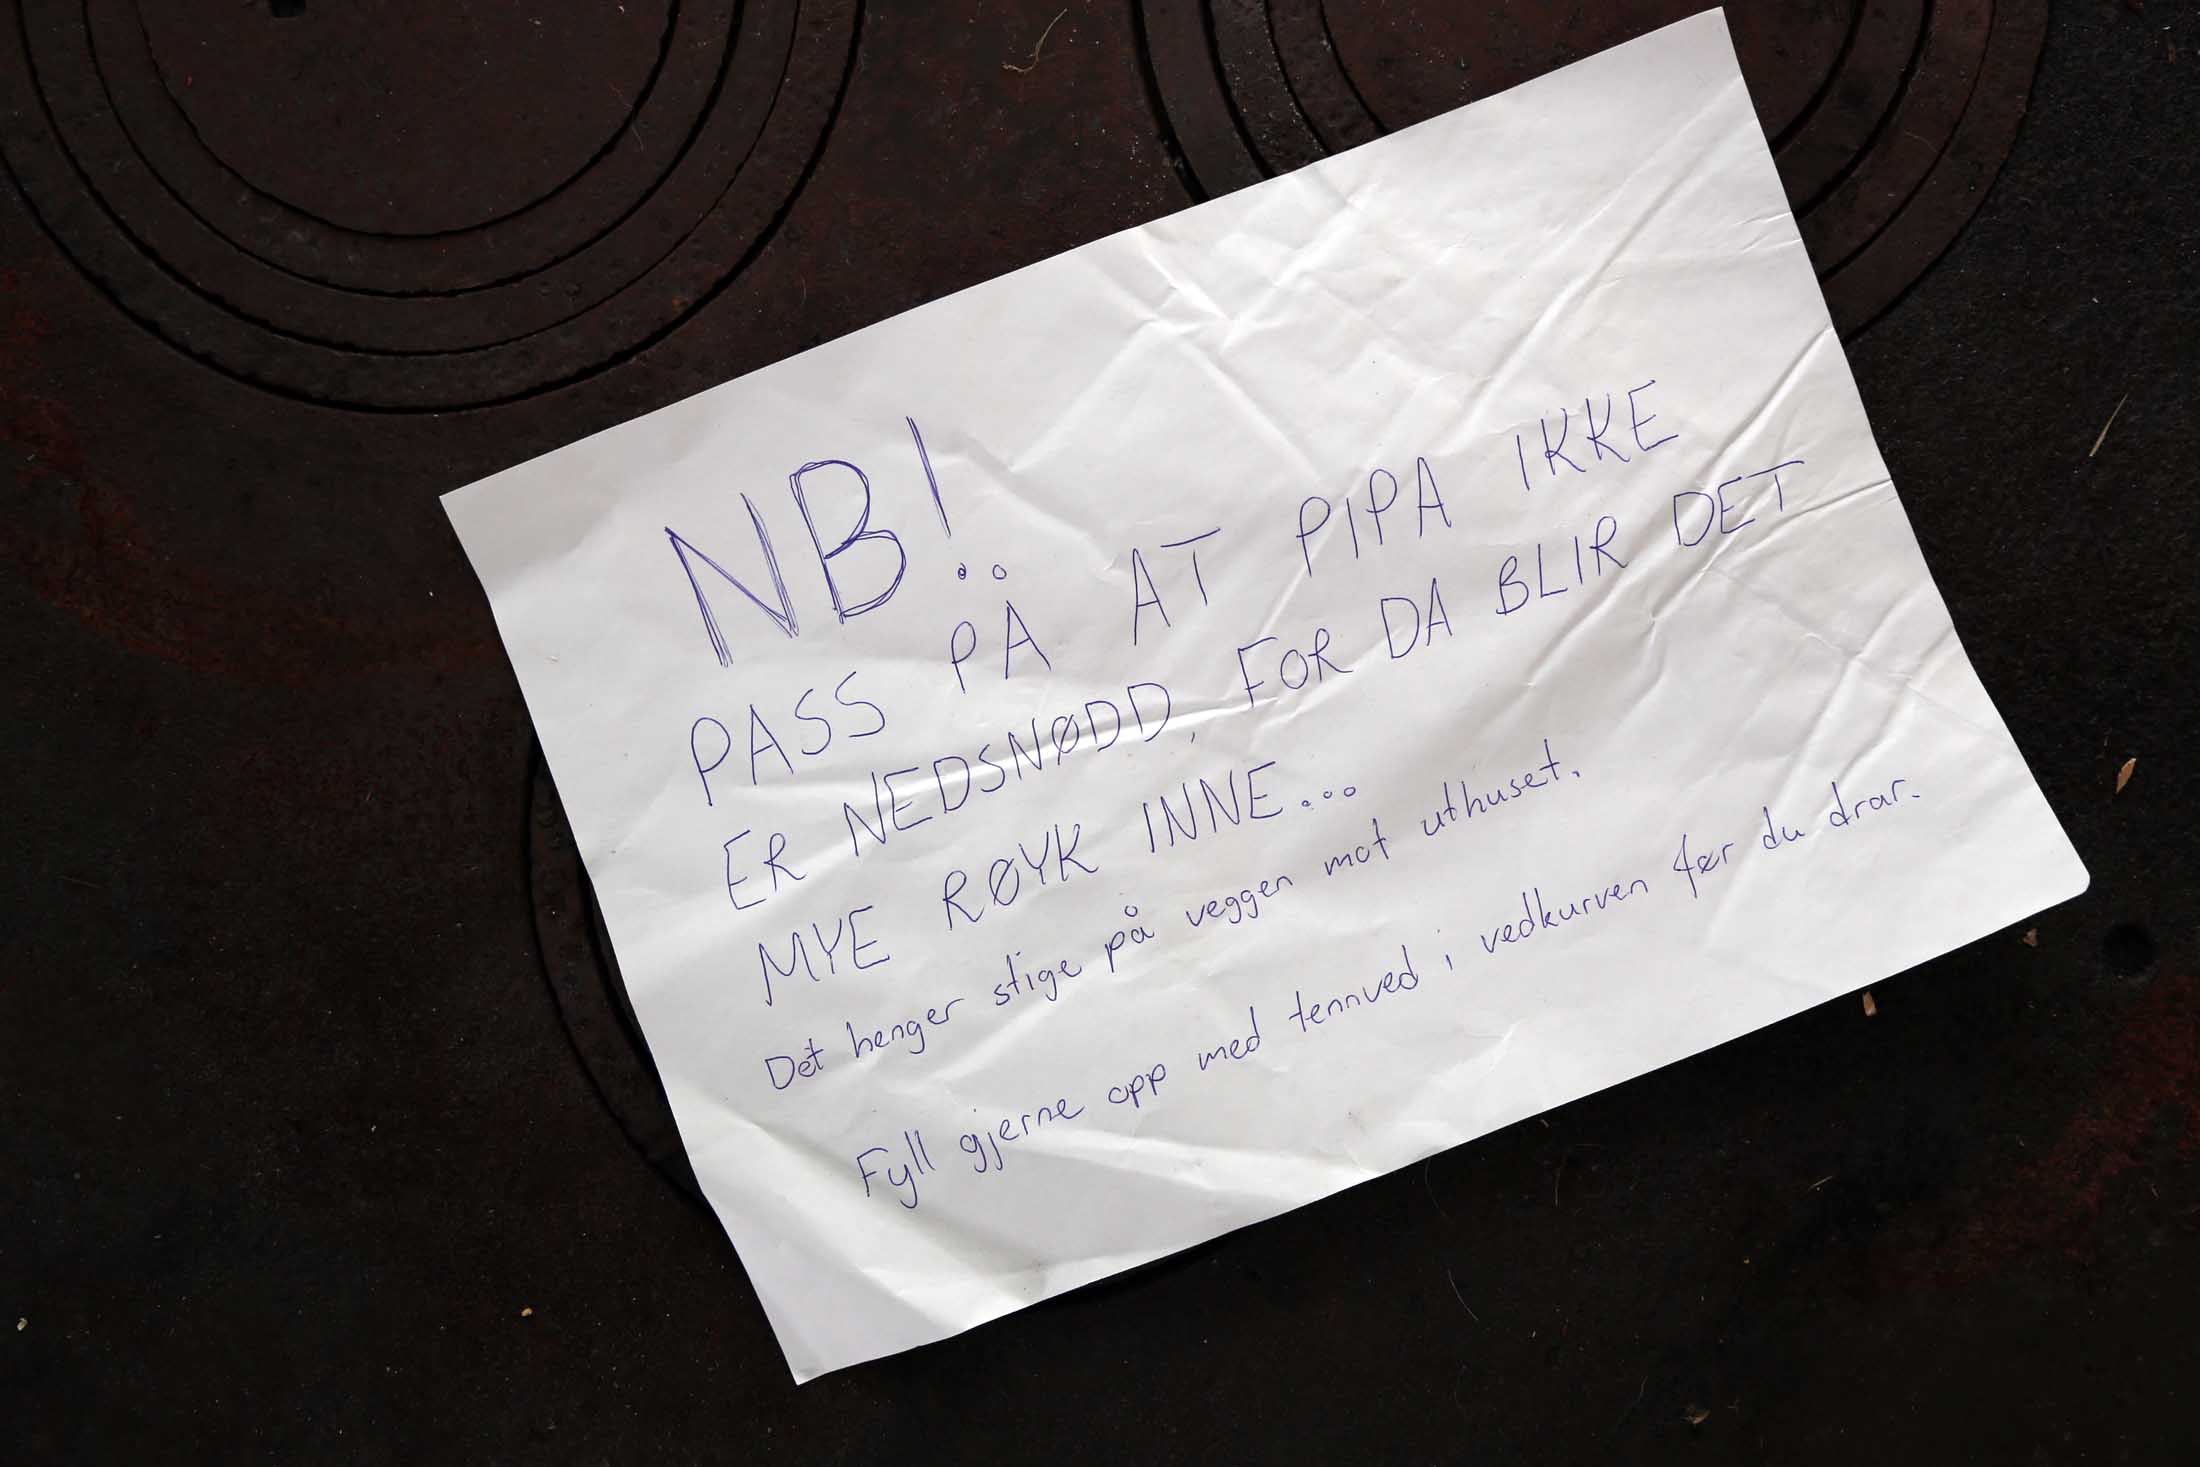 NB!
PASS PÅ AT PIPA IKKE
ER NEDSNØDD, FOR DA BLIR DET
MYE RØYK INNE...
Det henger stige på veggen mot uthuset.
Fyll gjerne opp med tennved i vedkurven før du drar.